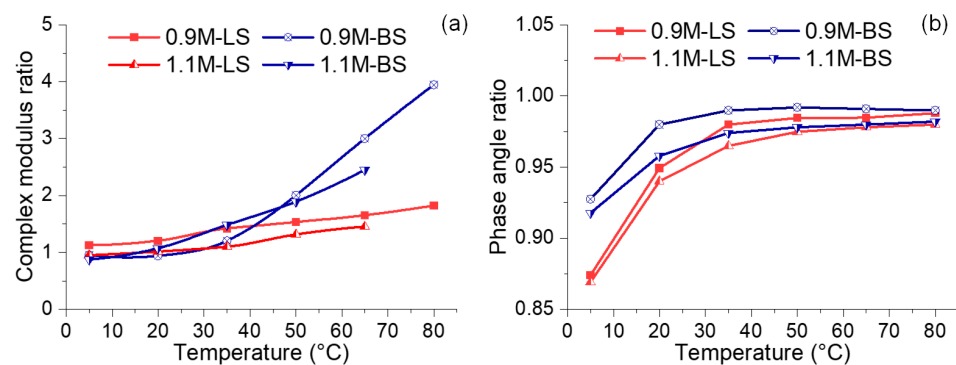 (a)
0.9M-LS 0.9M-BS
1.1M-LS 1.1M-BS
Complex modulus ratio
5
4
3
2
1
0
0 10 20 30 40 50 60 70 80
Temperature (°C)
(b)
0.9M-LS 0.9M-BS
1.1M-LS 1.1M-BS
Phase angle ratio
1.05
1.00
0.95
0.90
0.85
0 10 20 30 40 50 60 70 80
Temperature (°C)